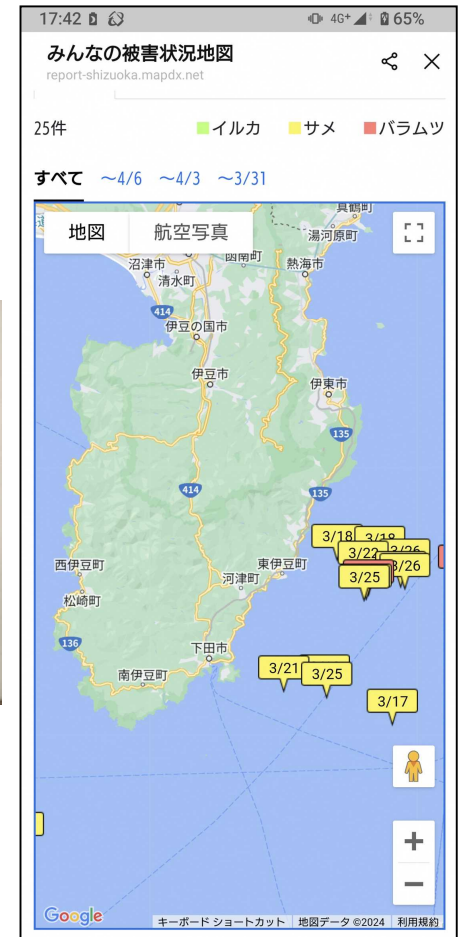 17:42 4G+ 65%
みんなの被害状況地図
report-shizuoka.mapdx.net
25件 イルカ サメ バラムツ
すべて ～4/6 ～4/3 ～3/31
地図 航空写真
真鶴町
湯河原町
函南町
熱海市
沼津市
清水町
414
伊豆の国市
伊豆市
伊東市
135
414
135
3/18 3/18
3/22 3/26
3/26
3/25
西伊豆町
東伊豆町
河津町
松崎町
136
下田市
南伊豆町
3/21
3/25
3/17
Google
キーボード ショートカット 地図データ ©2024 利用規約